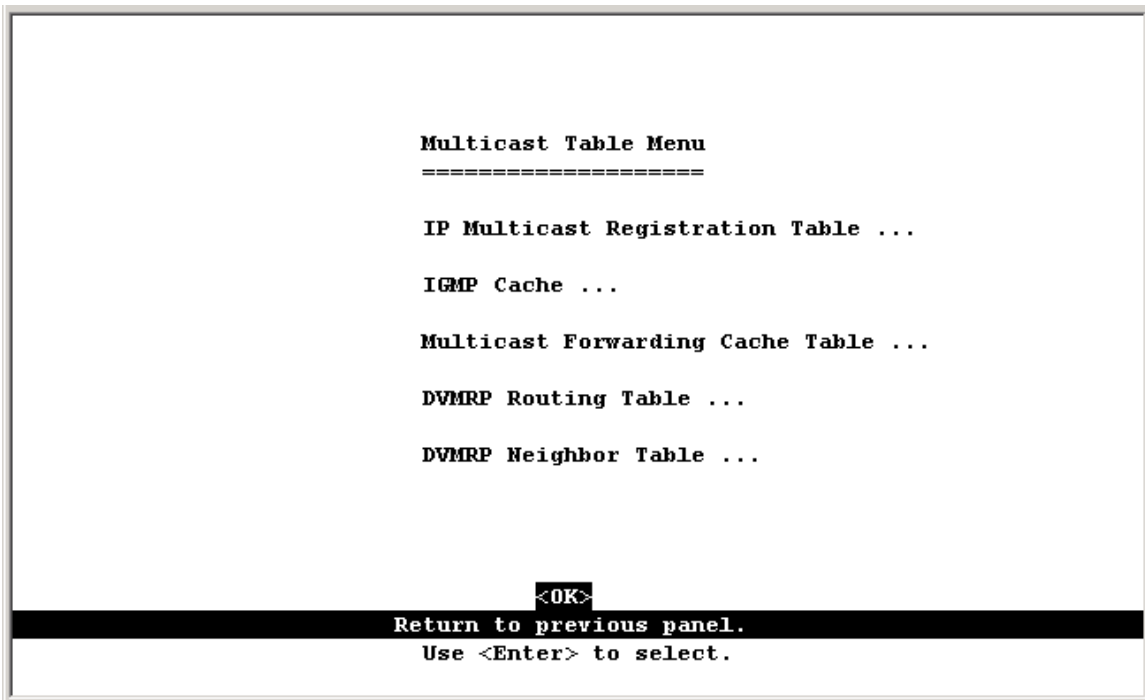 Multicast Table Menu
====================
IP Multicast Registration Table ...
IGMP Cache ...
Multicast Forwarding Cache Table ...
DVMRP Routing Table ...
DVMRP Neighbor Table ...
<OK>
Return to previous panel.
Use <Enter> to select.